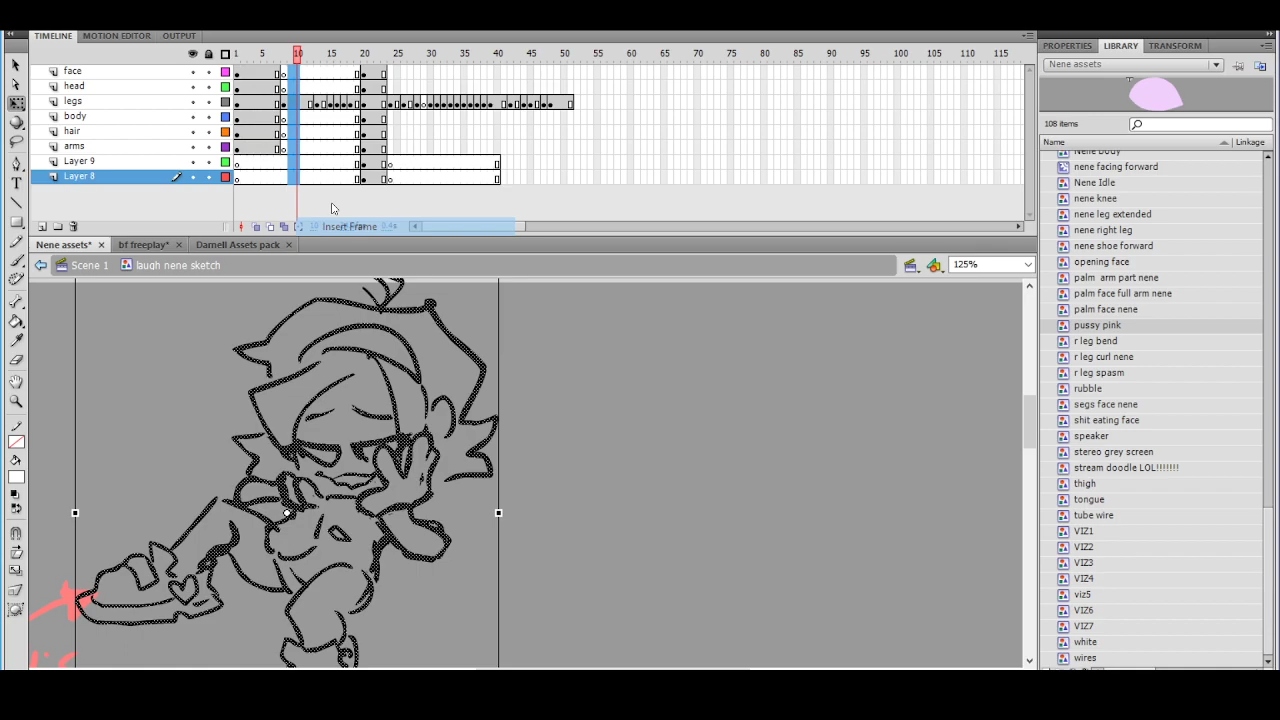 TIMELINE MOTION EDITOR OUTPUT
1 5 10 15 20 25 30 35 40 45 50 55 60 65 70 75 80 85 90 95 100 105 110 115
face
head
legs
body
hair
arms
Layer 9
Layer 8
Insert Frame
Nene assets* bf freeplay* Darnell Assets pack
Scene 1 laugh nene sketch 125%
PROPERTIES LIBRARY TRANSFORM
Nene assets
108 items
Name Linkage
Nene Body
nene facing forward
Nene Idle
nene knee
nene leg extended
nene right leg
nene shoe forward
opening face
palm arm part nene
palm face full arm nene
palm face nene
pussy pink
r leg bend
r leg curl nene
r leg spasm
rubble
segs face nene
shit eating face
speaker
stereo grey screen
stream doodle LOL!!!!!!!
thigh
tongue
tube wire
VIZ1
VIZ2
VIZ3
VIZ4
viz5
VIZ6
VIZ7
white
wires